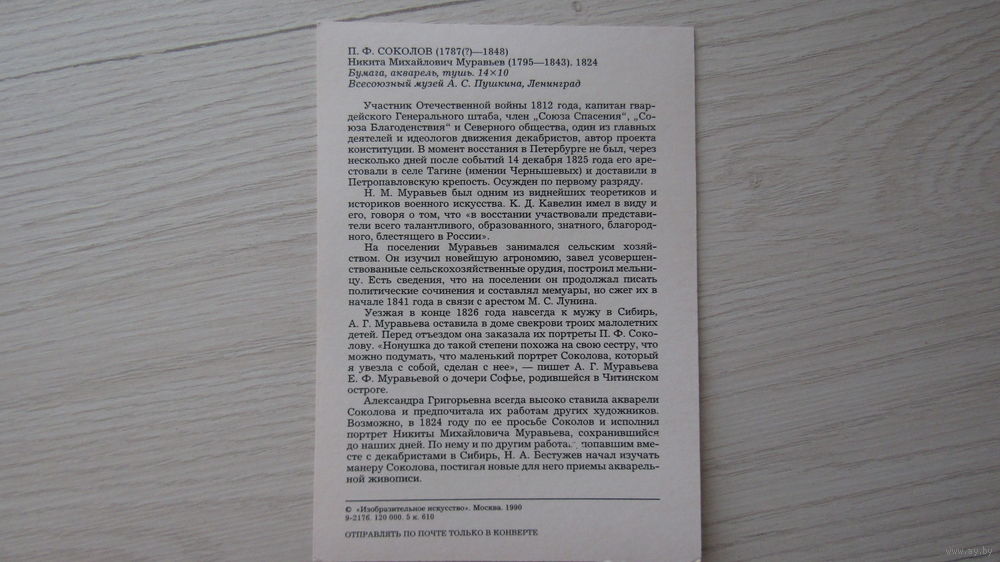 П. Ф. СОКОЛОВ (1787(?)—1848)
Никита Михайлович Муравьев (1795—1843). 1824
Бумага, акварель, тушь. 14×10
Всесоюзный музей А. С. Пушкина, Ленинград
Участник Отечественной войны 1812 года, капитан гвар-
дейского Генерального штаба, член „Союза Спасения“, „Со-
юза Благоденствия“ и Северного общества, один из главных
деятелей и идеологов движения декабристов, автор проекта
конституции. В момент восстания в Петербурге не был, через
несколько дней после событий 14 декабря 1825 года его аре-
стовали в селе Тагине (имении Чернышевых) и доставили в
Петропавловскую крепость. Осужден по первому разряду.
Н. М. Муравьев был одним из виднейших теоретиков и
историков военного искусства. К. Д. Кавелин имел в виду и
его, говоря о том, что «в восстании участвовали представи-
тели всего талантливого, образованного, знатного, благород-
ного, блестящего в России».
На поселении Муравьев занимался сельским хозяй-
ством. Он изучил новейшую агрономию, завел усовершен-
ствованные сельскохозяйственные орудия, построил мельни-
цу. Есть сведения, что на поселении он продолжал писать
политические сочинения и составлял мемуары, но сжег их в
начале 1841 года в связи с арестом М. С. Лунина.
Уезжая в конце 1826 года навсегда к мужу в Сибирь,
А. Г. Муравьева оставила в доме свекрови троих малолетних
детей. Перед отъездом она заказала их портреты П. Ф. Соко-
лову. «Нонушка до такой степени похожа на свою сестру, что
можно подумать, что маленький портрет Соколова, который
я увезла с собой, сделан с нее», — пишет А. Г. Муравьева
Е. Ф. Муравьевой о дочери Софье, родившейся в Читинском
остроге.
Александра Григорьевна всегда высоко ставила акварели
Соколова и предпочитала их работам других художников.
Возможно, в 1824 году по ее просьбе Соколов и исполнил
портрет Никиты Михайловича Муравьева, сохранившийся
до наших дней. По нему и по другим работам, попавшим вме-
сте с декабристами в Сибирь, Н. А. Бестужев начал изучать
манеру Соколова, постигая новые для него приемы акварель-
ной живописи.
© «Изобразительное искусство». Москва. 1990
9-2176. 120 000. 5 к. 610
ОТПРАВЛЯТЬ ПО ПОЧТЕ ТОЛЬКО В КОНВЕРТЕ
www.ay.by